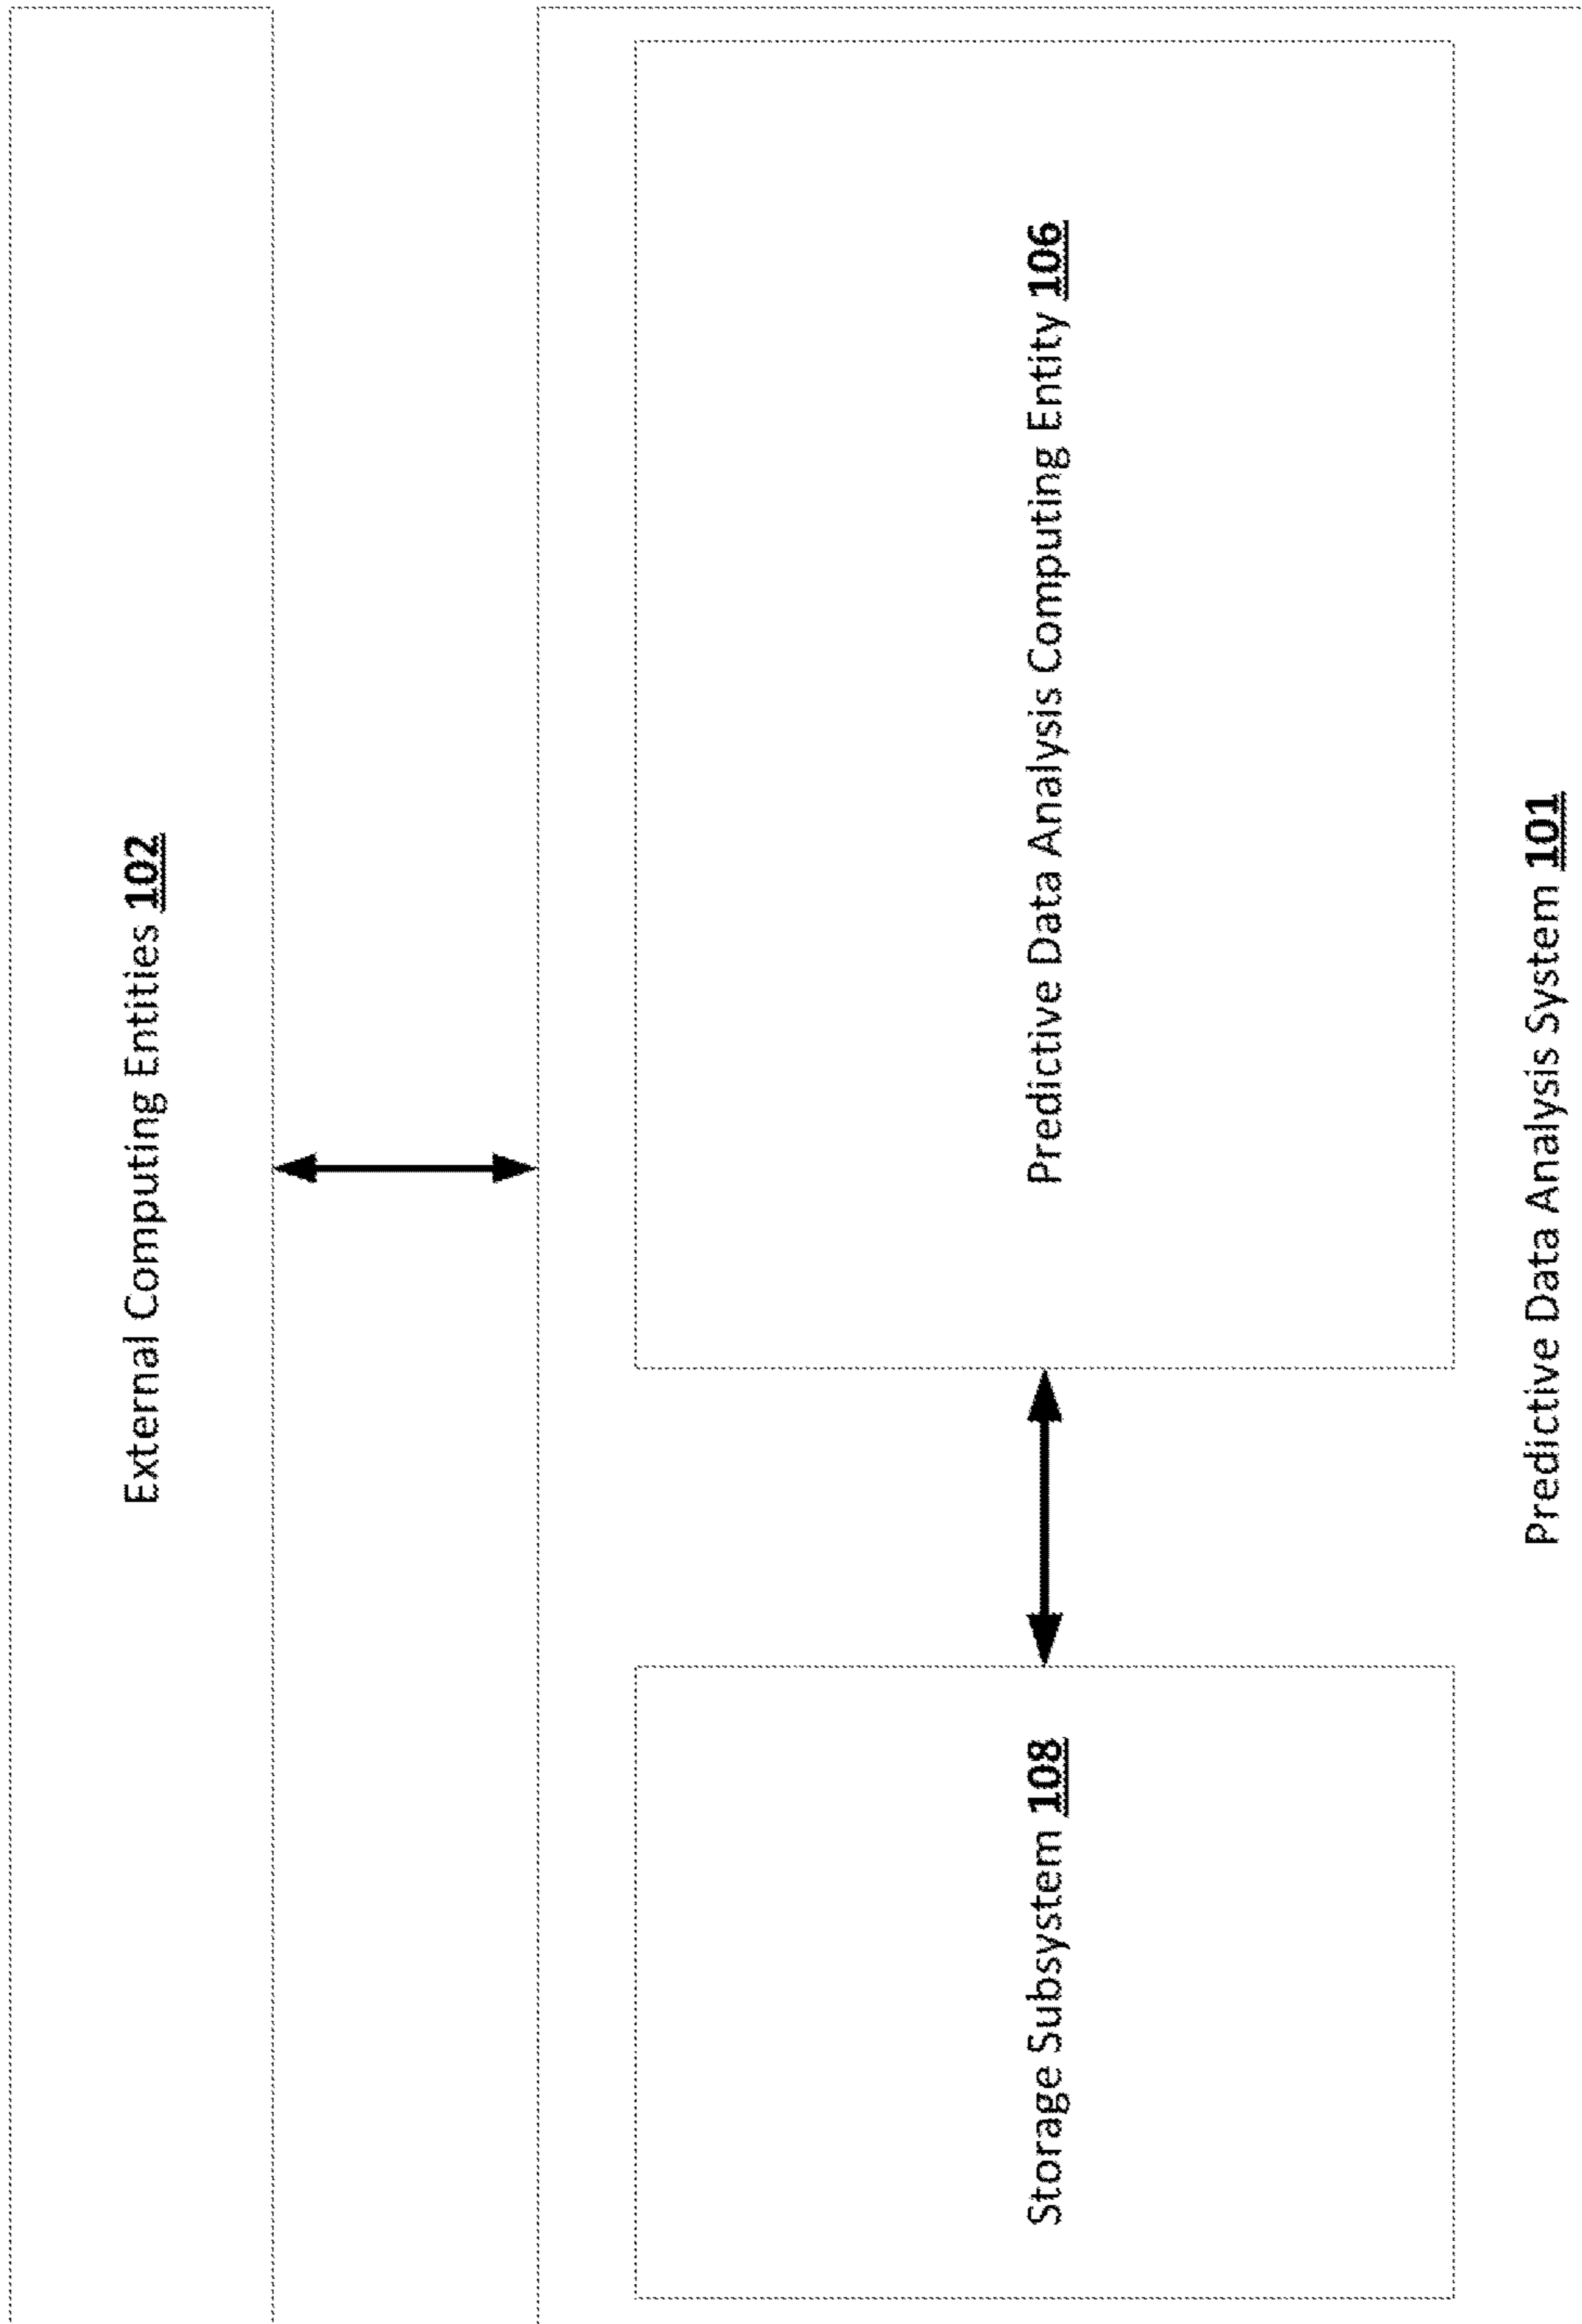 External Computing Entities 102
Storage Subsystem 108
Predictive Data Analysis Computing Entity 106
Predictive Data Analysis System 101